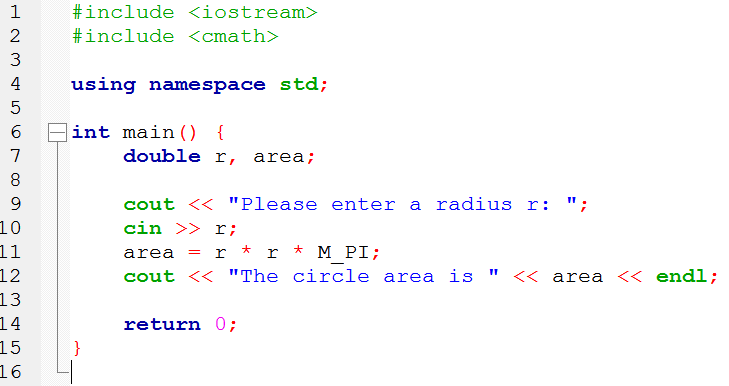 1 #include <iostream>
2 #include <cmath>
3
4 using namespace std;
5
6 int main() {
7     double r, area;
8
9     cout << "Please enter a radius r: ";
10     cin >> r;
11     area = r * r * M_PI;
12     cout << "The circle area is " << area << endl;
13
14     return 0;
15 }
16